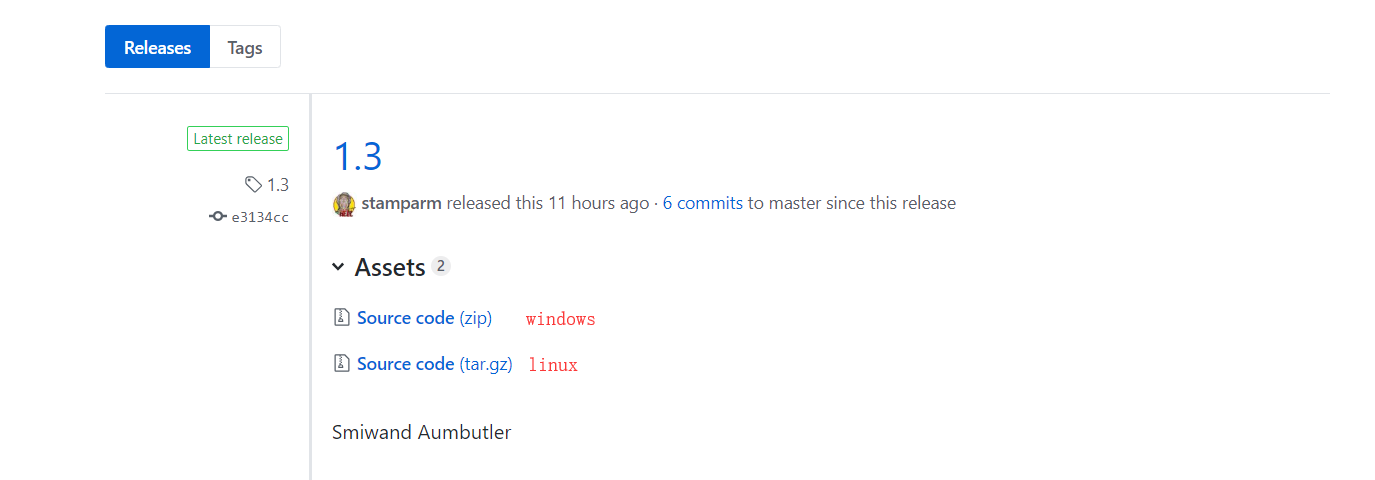 Releases Tags
Latest release
1.3
e3134cc
1.3
stamparm released this 11 hours ago · 6 commits to master since this release
Assets 2
Source code (zip) windows
Source code (tar.gz) linux
Smiwand Aumbutler